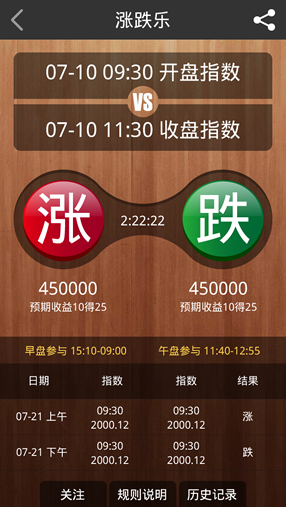 涨跌乐
07-10 09:30 开盘指数
VS
07-10 11:30 收盘指数
涨
2:22:22
跌
450000
450000
预期收益10得25
预期收益10得25
早盘参与 15:10-09:00
午盘参与 11:40-12:55
日期 指数 指数 结果
07-21 上午 09:30 2000.12 09:30 2000.12 涨
07-21 下午 09:30 2000.12 09:30 2000.12 跌
关注 规则说明 历史记录